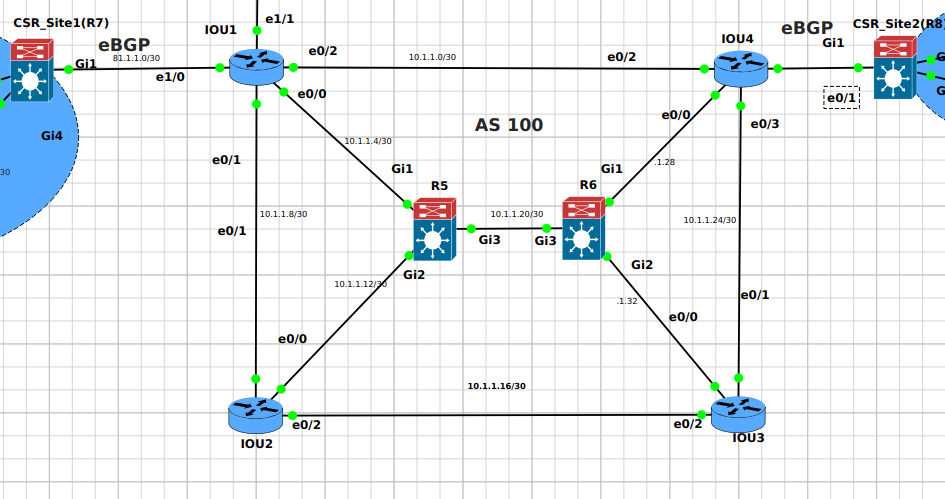 CSR_Site1(R7)
eBGP
81.1.1.0/30
Gi1
e1/0
Gi4
30
IOU1
e1/1
e0/2
e0/0
e0/1
10.1.1.0/30
e0/2
IOU4
eBGP
CSR_Site2(R8)
Gi1
e0/1
G
G
e0/0
e0/3
10.1.1.4/30
AS 100
Gi1
R5
R6
Gi1
.1.28
10.1.1.8/30
e0/1
10.1.1.20/30
Gi3
Gi3
10.1.1.24/30
Gi2
10.1.1.12/30
Gi2
.1.32
e0/1
e0/0
e0/0
10.1.1.16/30
e0/2
IOU2
e0/2
IOU3